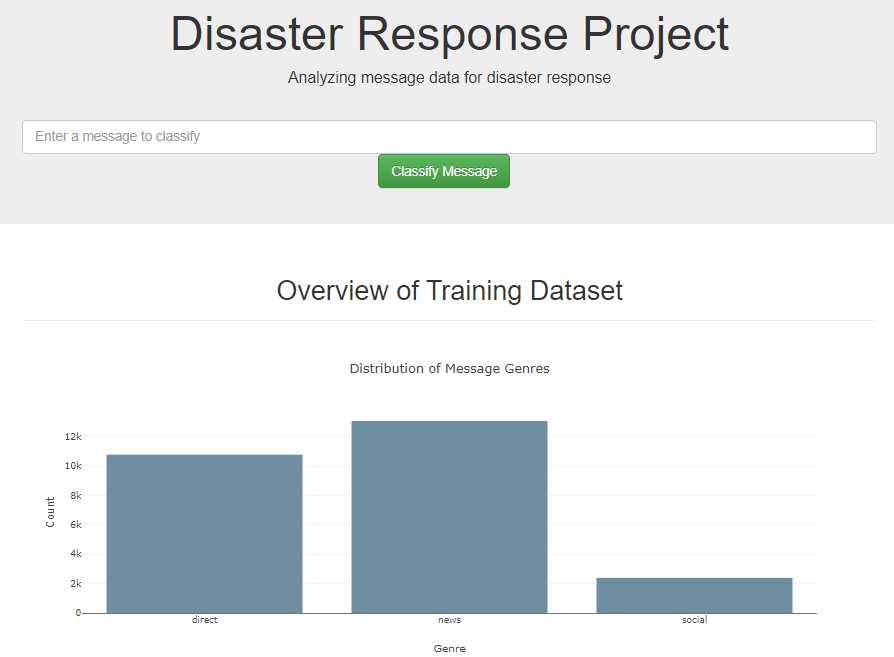 Disaster Response Project
Analyzing message data for disaster response
Enter a message to classify
Classify Message
Overview of Training Dataset
Distribution of Message Genres
12k
10k
8k
6k
4k
2k
0
Count
direct news social
Genre